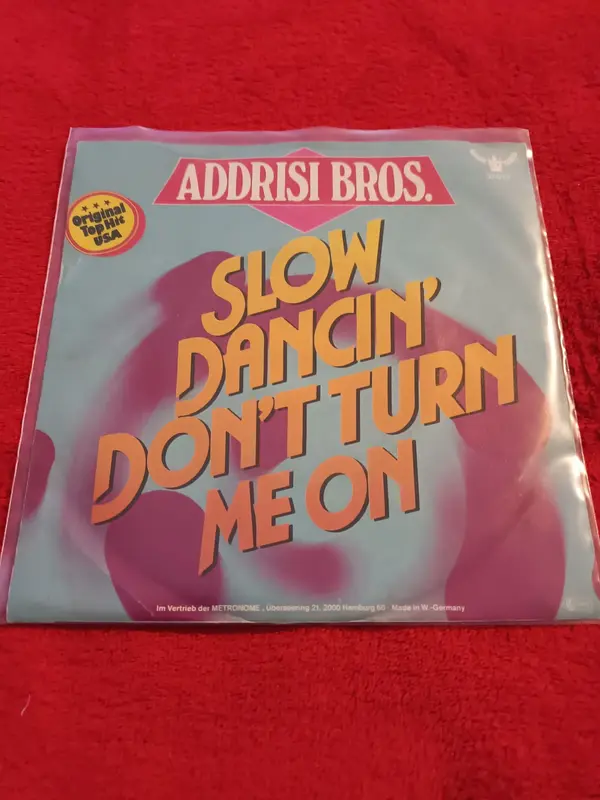 ADDRISI BROS.
Original
Top Hit
USA
SLOW
DANCIN'
DON'T TURN
ME ON
Im Vertrieb der METRONOME, Überseering 21, 2000 Hamburg 60 Made in W.-Germany